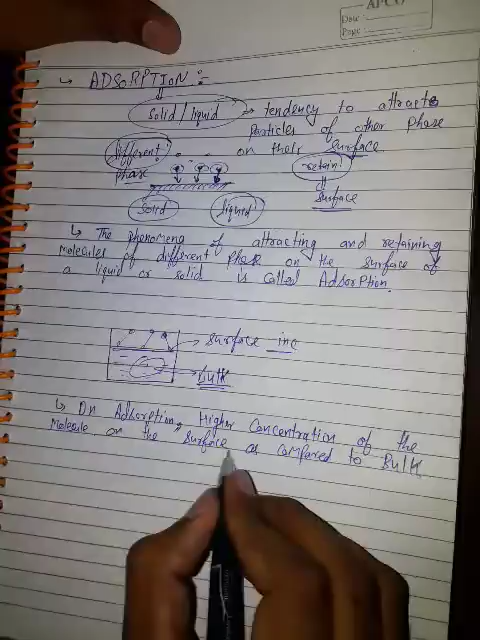 APCO
Date :
Page :
↳ ADSORPTION :-
Solid / liquid → tendency to attracts
Particles of other Phase
different on their surface
Phase retain
surface
Solid liquid
↳ The phenomena of attracting and retaining
Molecules of different Phase on the surface of
a liquid or solid is called Adsorption.
→ surface inc
→ bulk
↳ On Adsorption, Higher Concentration of the
Molecule on the surface as compared to Bulk